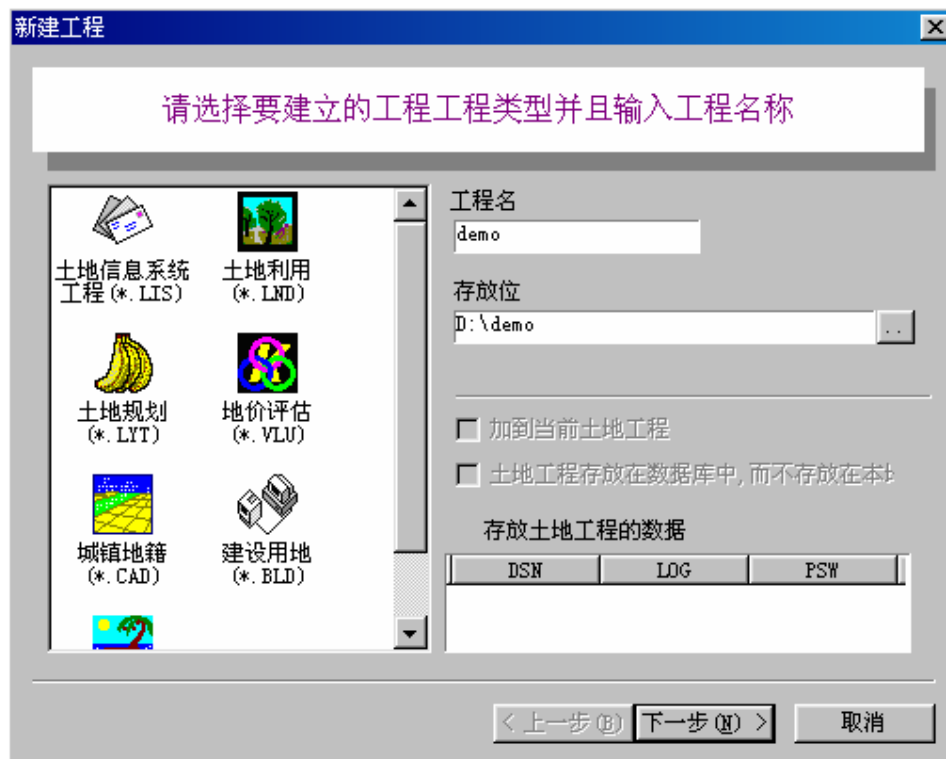 新建工程
请选择要建立的工程工程类型并且输入工程名称
土地信息系统
工程(*.LIS)
土地利用
(*.LND)
土地规划
(*.LYT)
地价评估
(*.VLU)
城镇地籍
(*.CAD)
建设用地
(*.BLD)
工程名
demo
存放位
D:\demo
..
加到当前土地工程
土地工程存放在数据库中,而不存放在本
存放土地工程的数据
DSN LOG PSW
< 上一步(B) 下一步(N) > 取消